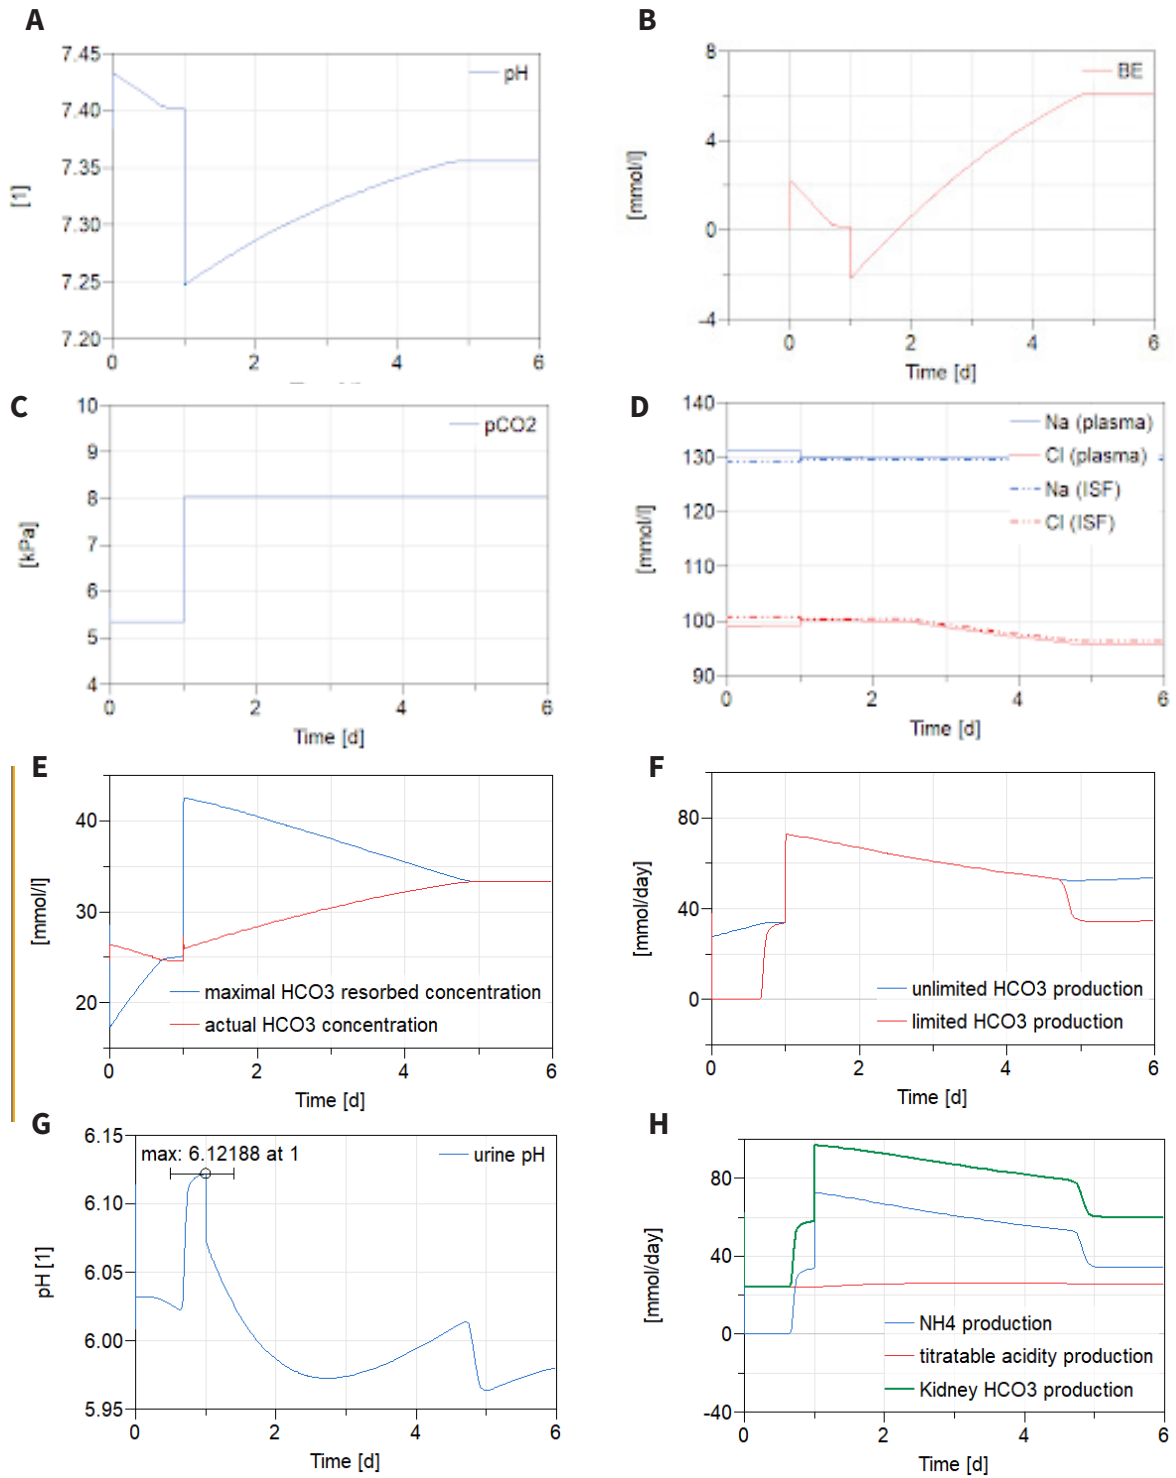 A
7.45
7.40
7.35
7.30
7.25
7.20
[1]
pH
0 2 4 6
B
8
4
0
-4
[mmol/l]
BE
0 2 4 6
Time [d]
C
10
9
8
7
6
5
4
[kPa]
pCO2
0 2 4 6
Time [d]
D
140
130
120
110
100
90
[mmol/l]
Na (plasma)
Cl (plasma)
Na (ISF)
Cl (ISF)
0 2 4 6
Time [d]
E
40
30
20
[mmol/l]
maximal HCO3 resorbed concentration
actual HCO3 concentration
0 2 4 6
Time [d]
F
80
40
0
[mmol/day]
unlimited HCO3 production
limited HCO3 production
0 2 4 6
Time [d]
G
6.15
6.10
6.05
6.00
5.95
pH [1]
max: 6.12188 at 1
urine pH
0 2 4 6
Time [d]
H
80
40
0
-40
[mmol/day]
NH4 production
titratable acidity production
Kidney HCO3 production
0 2 4 6
Time [d]